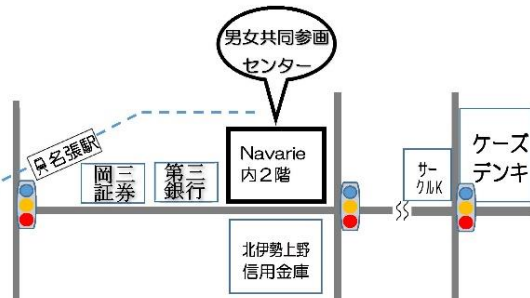 男女共同参画
センター
名張駅
岡三
証券
第三
銀行
Navarie
内2階
サー
クルK
ケーズ
デンキ
北伊勢上野
信用金庫